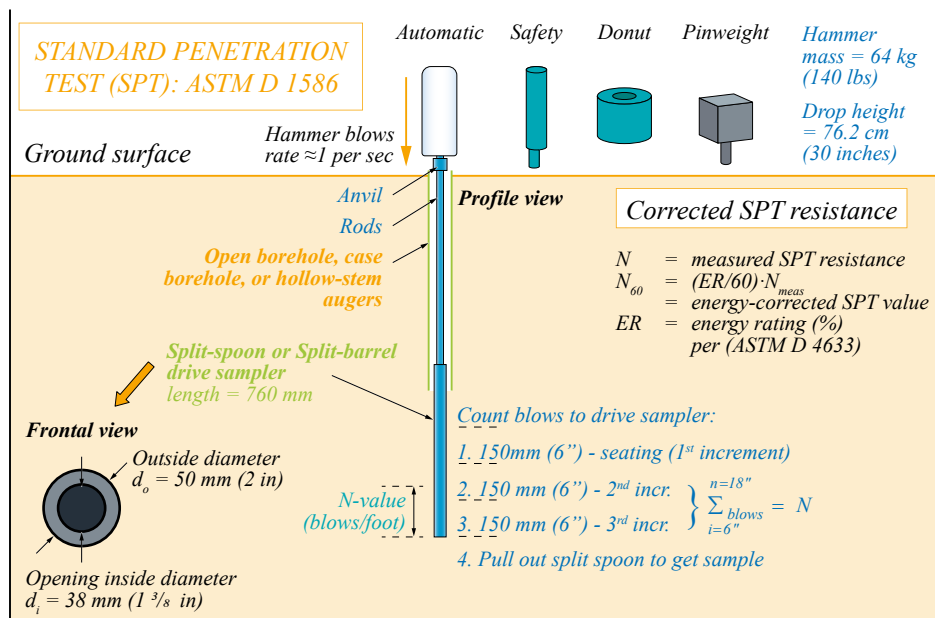 STANDARD PENETRATION
TEST (SPT): ASTM D 1586
Automatic
Safety
Donut
Pinweight
Hammer
mass = 64 kg
(140 lbs)
Drop height
= 76.2 cm
(30 inches)
Hammer blows
rate ≈1 per sec
Ground surface
Anvil
Rods
Profile view
Open borehole, case
borehole, or hollow-stem
augers
Corrected SPT resistance
N = measured SPT resistance
N₆₀ = (ER/60)·Nmeas
= energy-corrected SPT value
ER = energy rating (%)
per (ASTM D 4633)
Split-spoon or Split-barrel
drive sampler
length = 760 mm
Frontal view
Outside diameter
dₒ = 50 mm (2 in)
Opening inside diameter
dᵢ = 38 mm (1 ³/₈ in)
N-value
(blows/foot)
Count blows to drive sampler:
1. 150mm (6”) - seating (1st increment)
2. 150 mm (6”) - 2nd incr.
3. 150 mm (6”) - 3rd incr.
n=18"
∑ blows = N
i=6"
4. Pull out split spoon to get sample